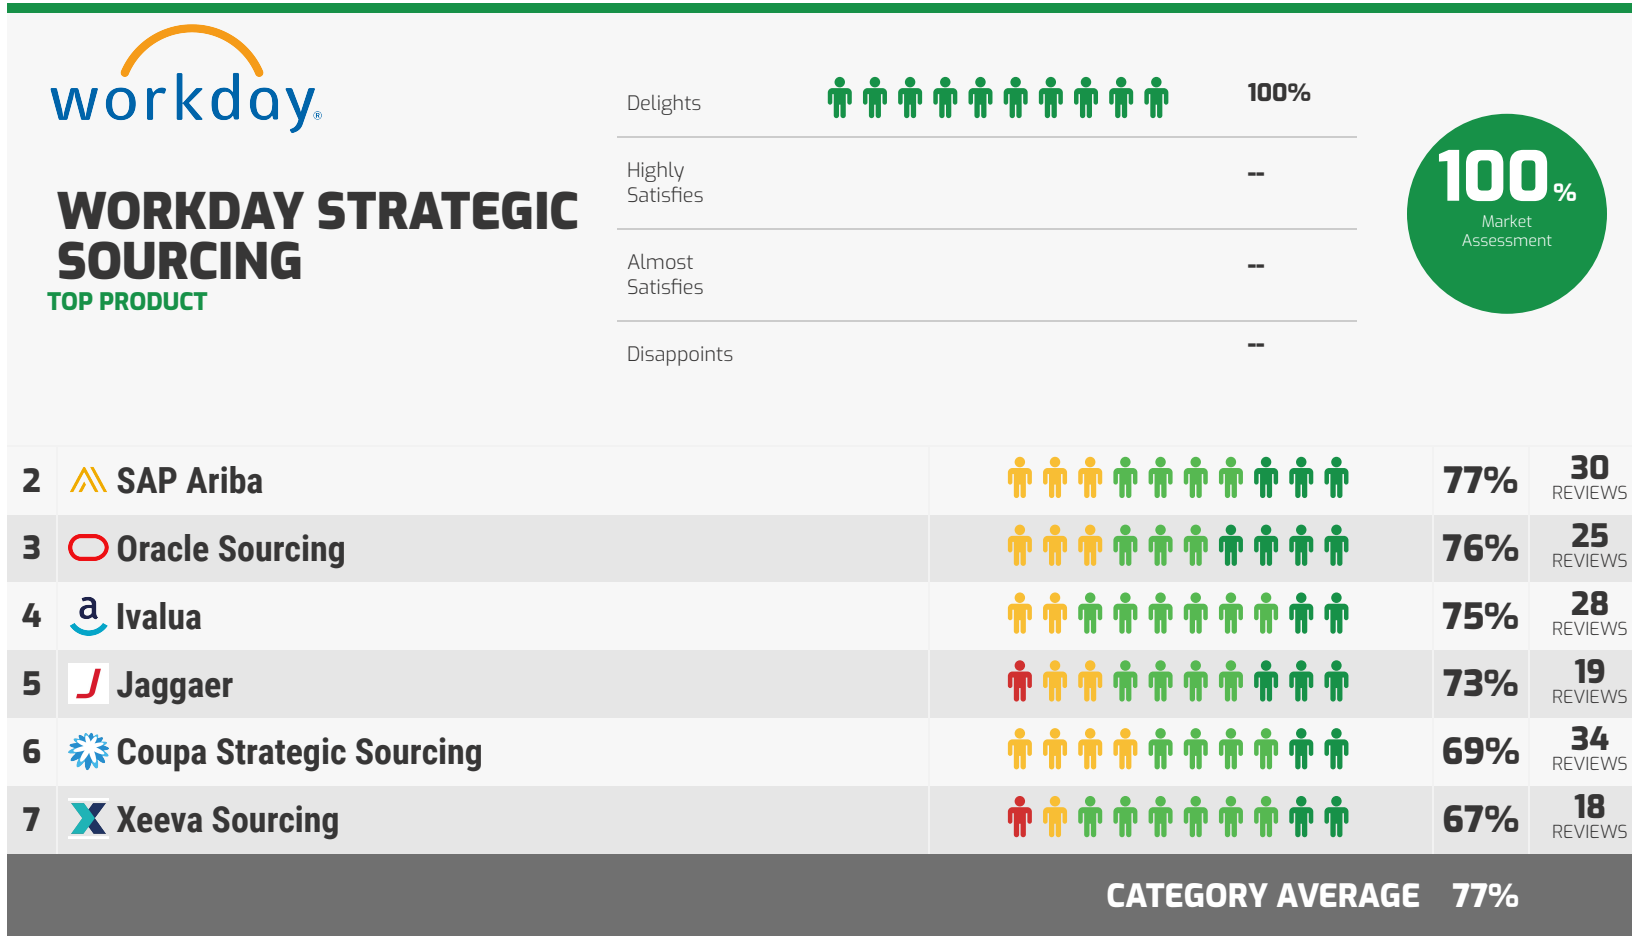 workday®
WORKDAY STRATEGIC
SOURCING
TOP PRODUCT
Delights 100%
Highly
Satisfies --
Almost
Satisfies --
Disappoints --
100%
Market
Assessment
2 SAP Ariba 77% 30 REVIEWS
3 Oracle Sourcing 76% 25 REVIEWS
4 a Ivalua 75% 28 REVIEWS
5 J Jaggaer 73% 19 REVIEWS
6 Coupa Strategic Sourcing 69% 34 REVIEWS
7 X Xeeva Sourcing 67% 18 REVIEWS
CATEGORY AVERAGE 77%